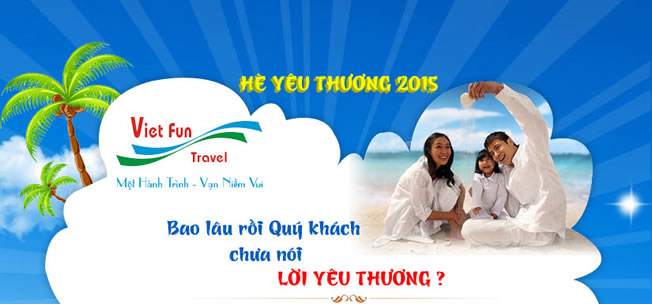 HÈ YÊU THƯƠNG 2015
Viet Fun
Travel
Một Hành Trình - Vạn Niềm Vui
Bao lâu rồi Quý khách
chưa nói
LỜI YÊU THƯƠNG ?